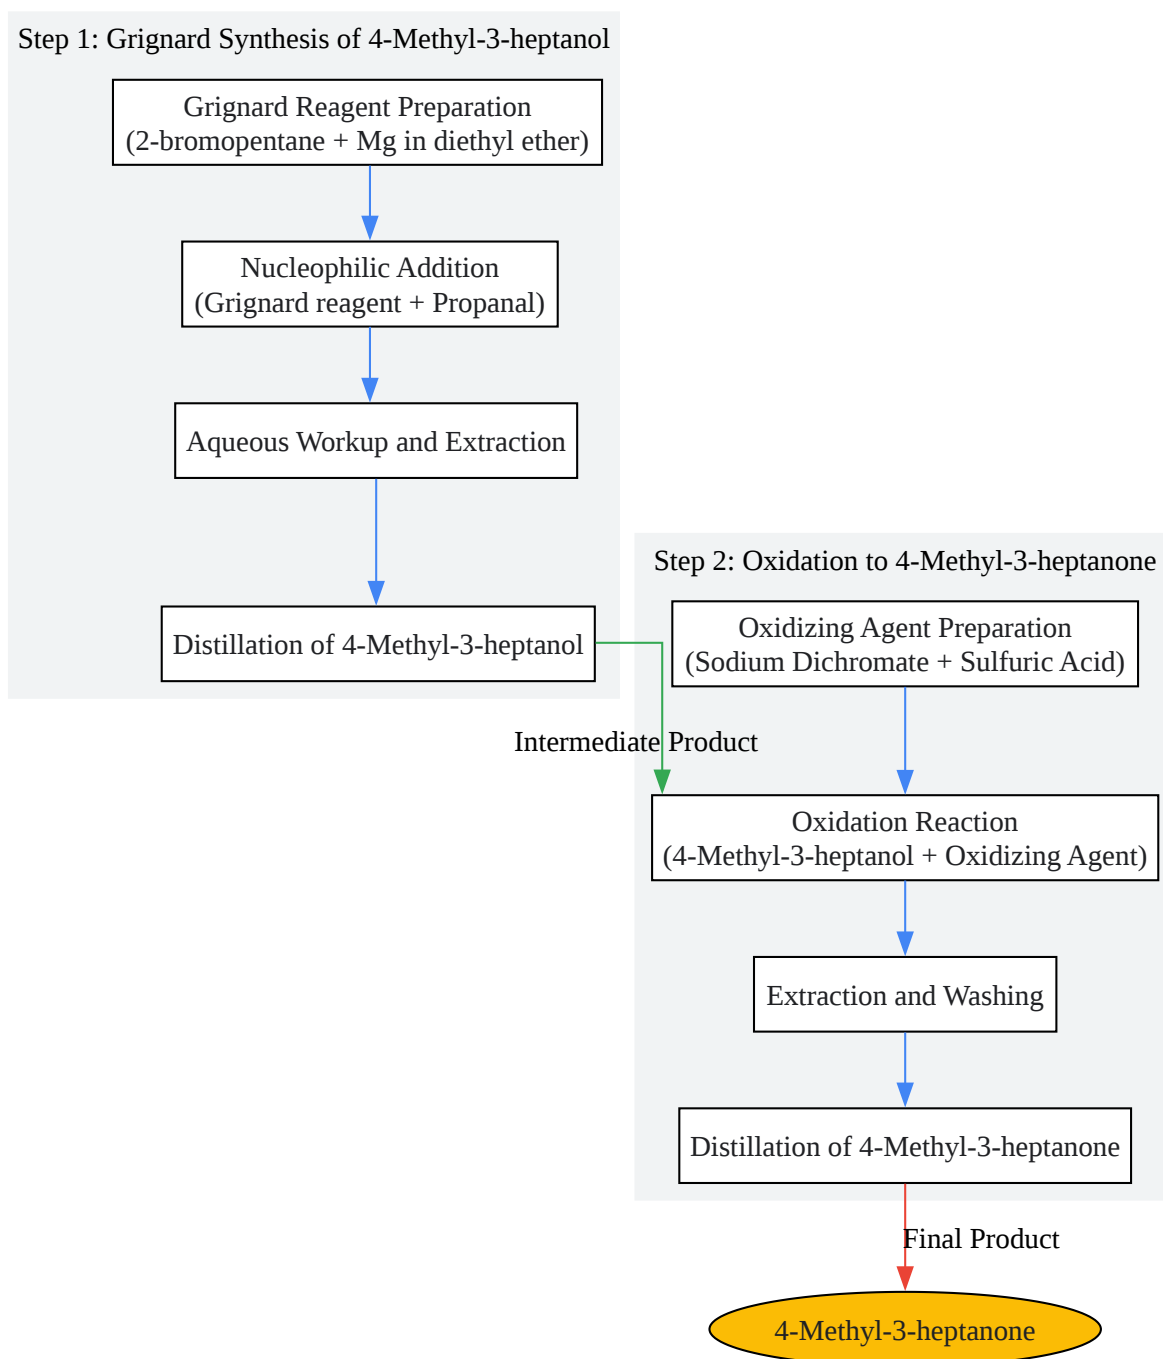 Step 1: Grignard Synthesis of 4-Methyl-3-heptanol
Grignard Reagent Preparation
(2-bromopentane + Mg in diethyl ether)
Nucleophilic Addition
(Grignard reagent + Propanal)
Aqueous Workup and Extraction
Distillation of 4-Methyl-3-heptanol
Intermediate Product
Step 2: Oxidation to 4-Methyl-3-heptanone
Oxidizing Agent Preparation
(Sodium Dichromate + Sulfuric Acid)
Oxidation Reaction
(4-Methyl-3-heptanol + Oxidizing Agent)
Extraction and Washing
Distillation of 4-Methyl-3-heptanone
Final Product
4-Methyl-3-heptanone